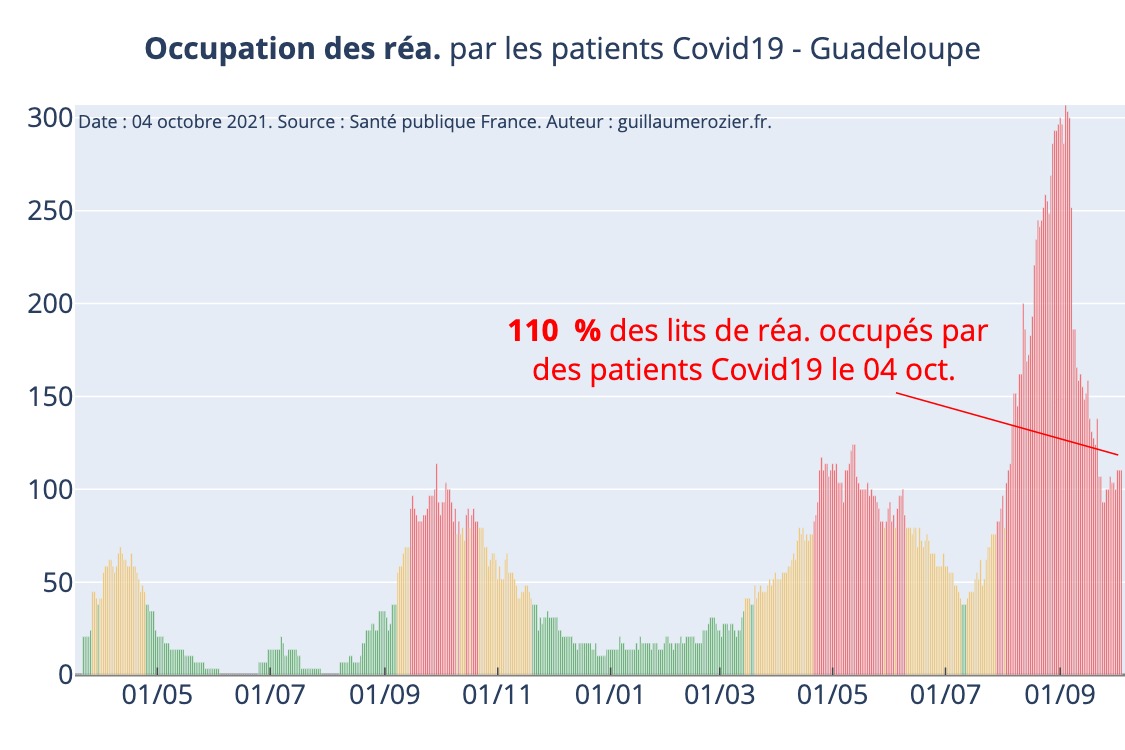 Occupation des réa. par les patients Covid19 - Guadeloupe
300
Date : 04 octobre 2021. Source : Santé publique France. Auteur : guillaumerozier.fr.
250
200
110 % des lits de réa. occupés par
des patients Covid19 le 04 oct.
150
100
50
0
01/05 01/07 01/09 01/11 01/01 01/03 01/05 01/07 01/09